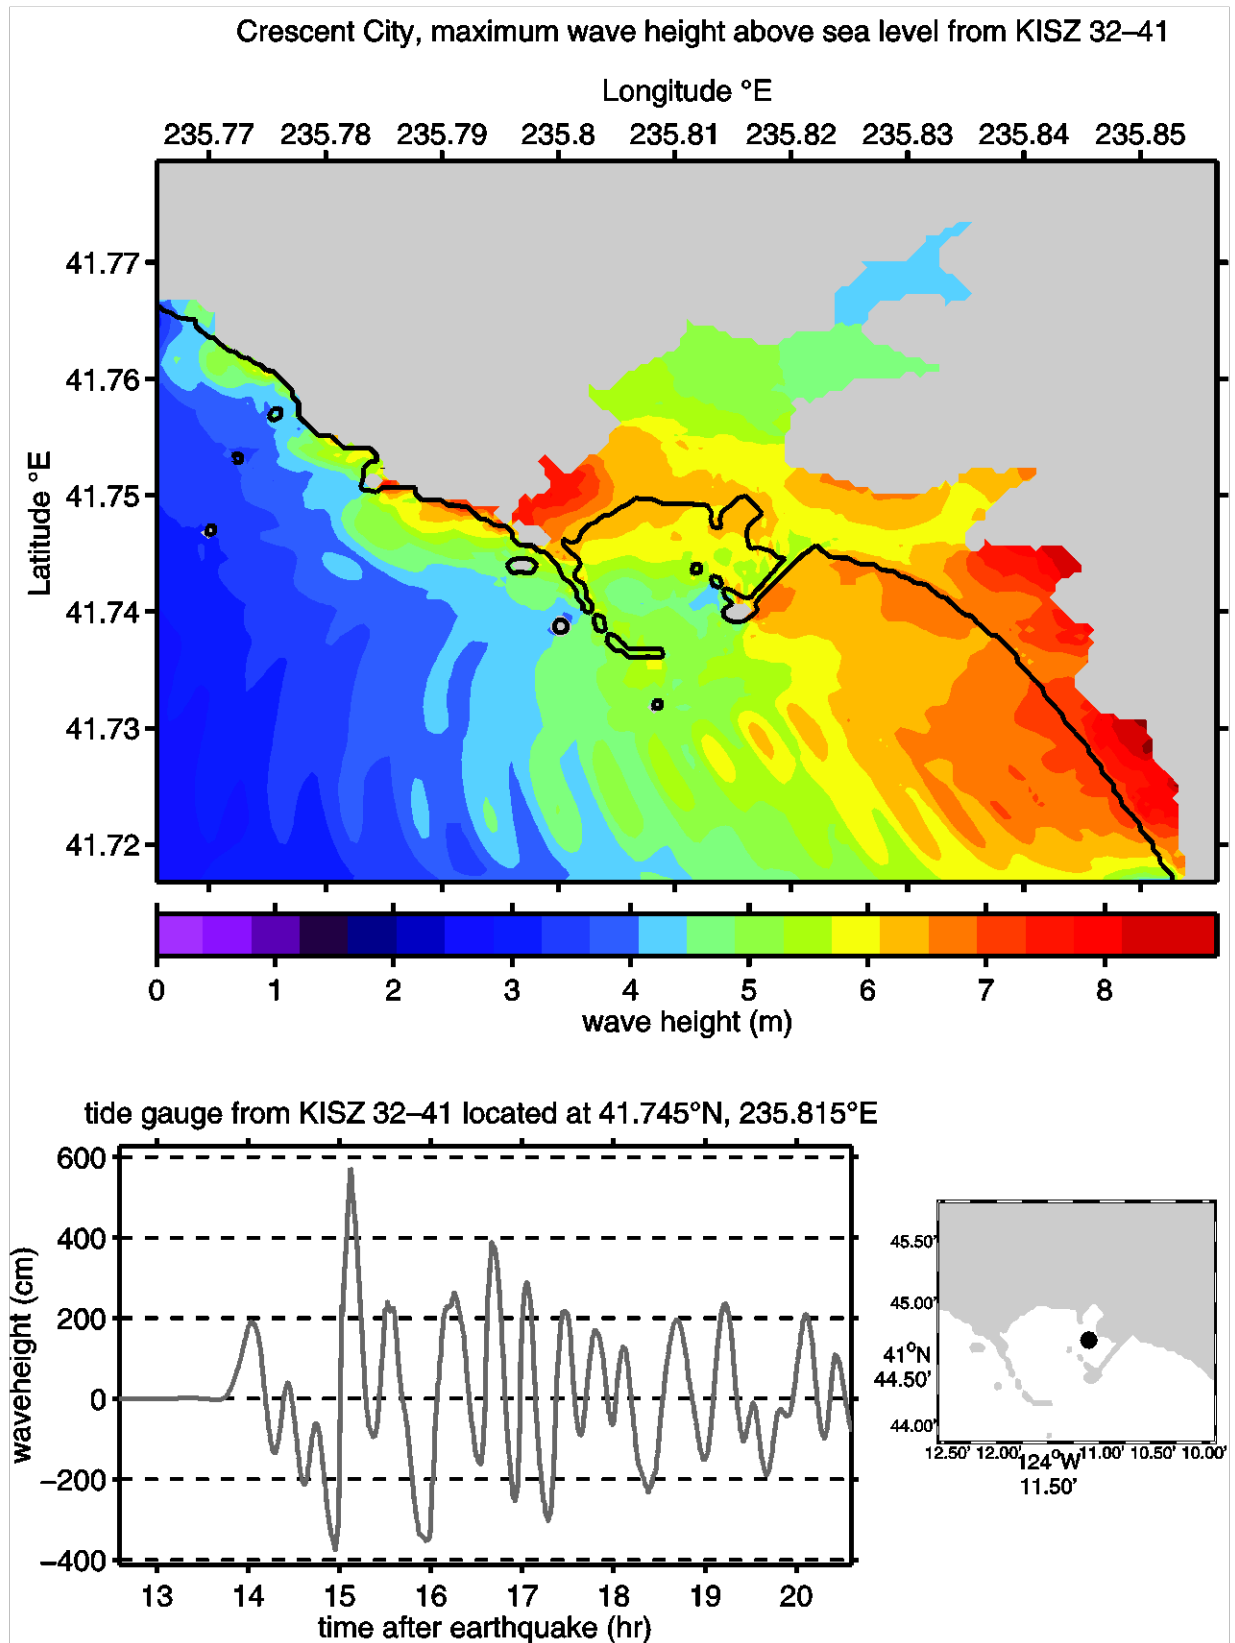 Crescent City, maximum wave height above sea level from KISZ 32–41
Longitude °E
235.77 235.78 235.79 235.8 235.81 235.82 235.83 235.84 235.85
Latitude °E
41.77
41.76
41.75
41.74
41.73
41.72
0 1 2 3 4 5 6 7 8
wave height (m)
tide gauge from KISZ 32–41 located at 41.745°N, 235.815°E
waveheight (cm)
600
400
200
0
–200
–400
13 14 15 16 17 18 19 20
time after earthquake (hr)
45.50'
45.00'
41°N
44.50'
44.00'
12.50' 12.00' 11.00' 10.50' 10.00'
124°W
11.50'